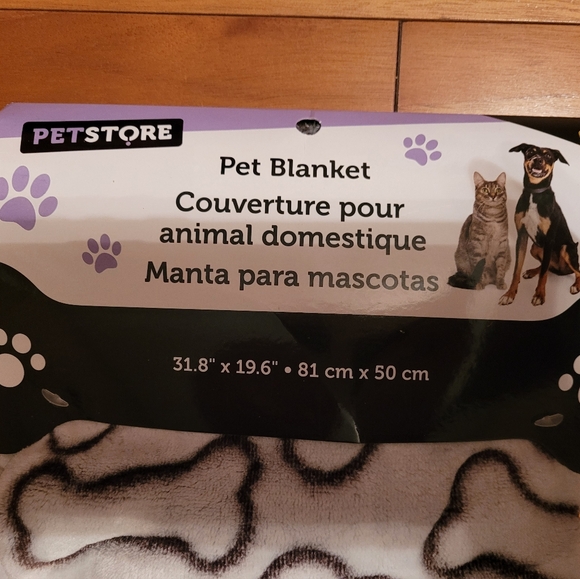 PETSTORE
Pet Blanket
Couverture pour
animal domestique
Manta para mascotas
31.8" x 19.6" • 81 cm x 50 cm